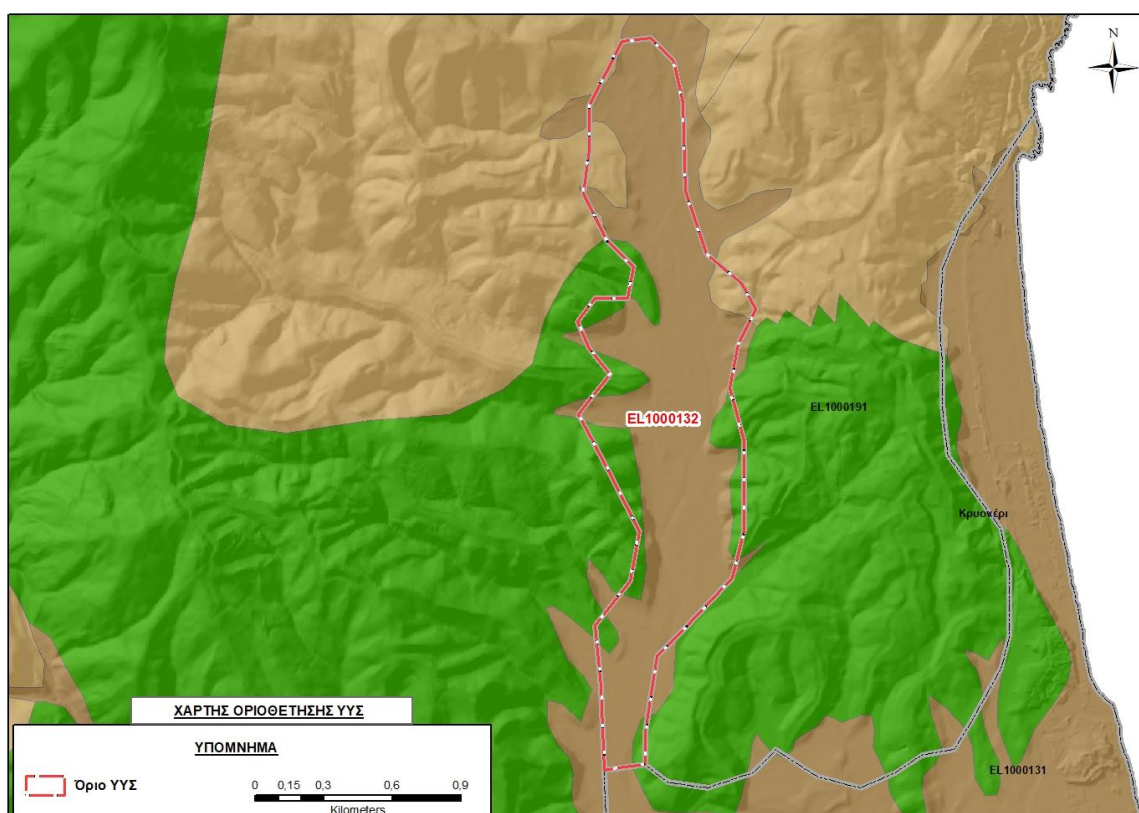 N
EL1000132
EL1000191
Κρυονέρι
EL1000131
ΧΑΡΤΗΣ ΟΡΙΟΘΕΤΗΣΗΣ ΥΥΣ
ΥΠΟΜΝΗΜΑ
Όριο ΥΥΣ
0 0,15 0,3 0,6 0,9
Kilometers